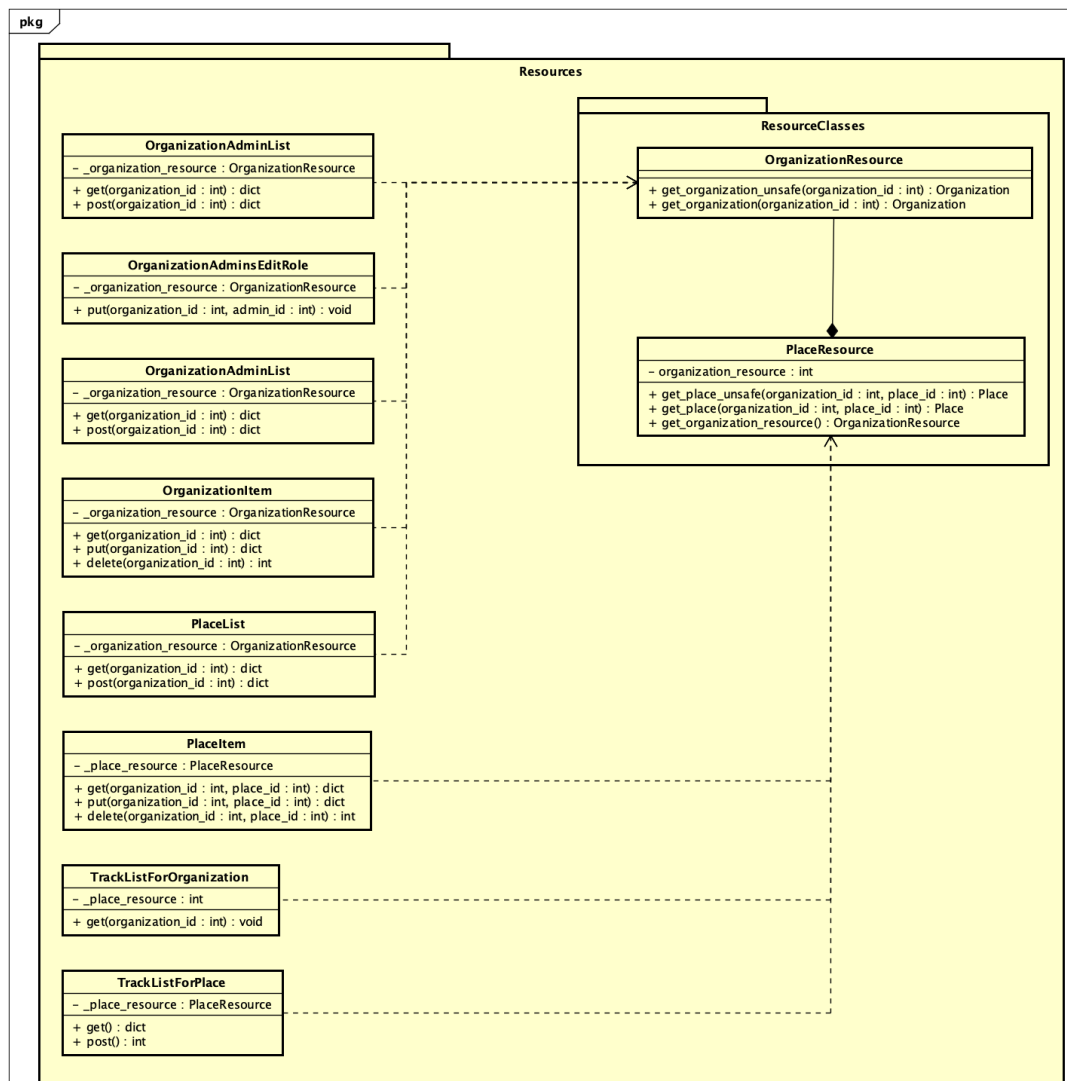 pkg
Resources
OrganizationAdminList
- _organization_resource : OrganizationResource
+ get(organization_id : int) : dict
+ post(orgaization_id : int) : dict
OrganizationAdminsEditRole
- _organization_resource : OrganizationResource
+ put(organization_id : int, admin_id : int) : void
OrganizationAdminList
- _organization_resource : OrganizationResource
+ get(organization_id : int) : dict
+ post(orgaization_id : int) : dict
OrganizationItem
- _organization_resource : OrganizationResource
+ get(organization_id : int) : dict
+ put(organization_id : int) : dict
+ delete(organization_id : int) : int
PlaceList
- _organization_resource : OrganizationResource
+ get(organization_id : int) : dict
+ post(organization_id : int) : dict
PlaceItem
- _place_resource : PlaceResource
+ get(organization_id : int, place_id : int) : dict
+ put(organization_id : int, place_id : int) : dict
+ delete(organization_id : int, place_id : int) : int
TrackListForOrganization
- _place_resource : int
+ get(organization_id : int) : void
TrackListForPlace
- _place_resource : PlaceResource
+ get() : dict
+ post() : int
ResourceClasses
OrganizationResource
+ get_organization_unsafe(organization_id : int) : Organization
+ get_organization(organization_id : int) : Organization
PlaceResource
- organization_resource : int
+ get_place_unsafe(organization_id : int, place_id : int) : Place
+ get_place(organization_id : int, place_id : int) : Place
+ get_organization_resource() : OrganizationResource